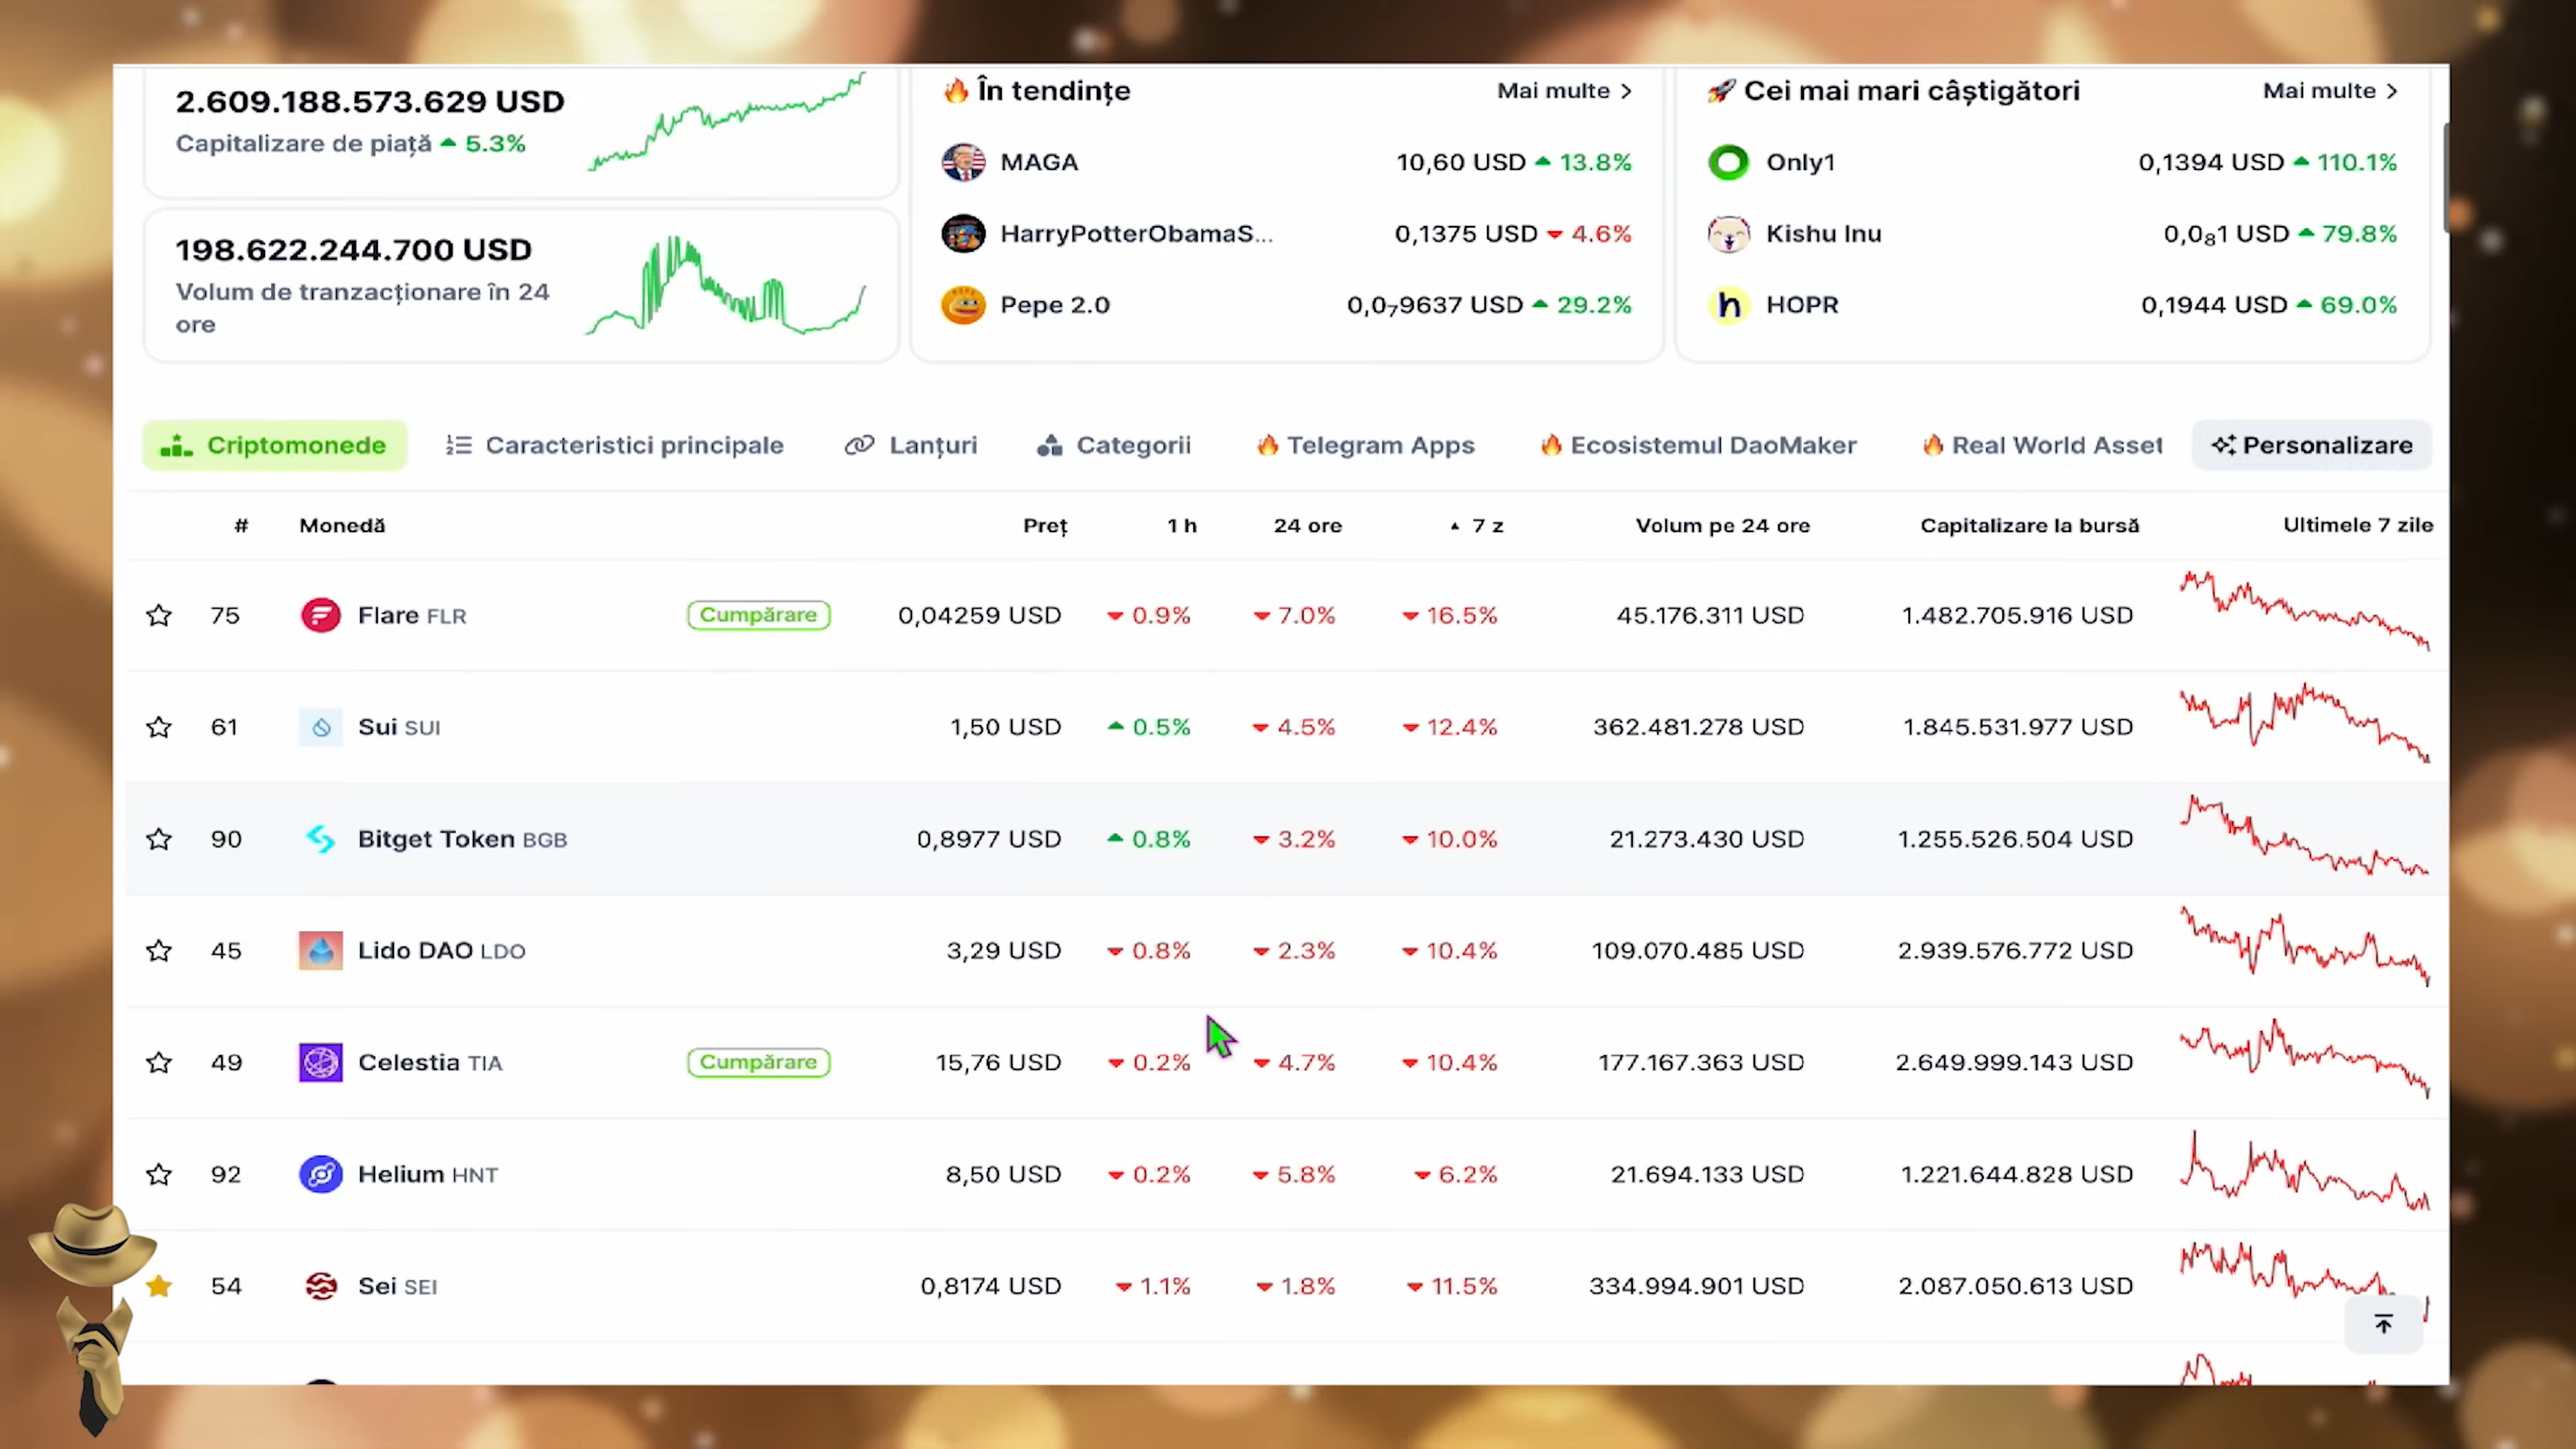 2.609.188.573.629 USD
Capitalizare de piață 5.3%
198.622.244.700 USD
Volum de tranzacționare în 24
ore
În tendințe Mai multe
MAGA 10,60 USD 13.8%
HarryPotterObamaS... 0,1375 USD 4.6%
Pepe 2.0 0,0₇9637 USD 29.2%
Cei mai mari câștigători Mai multe
Only1 0,1394 USD 110.1%
Kishu Inu 0,0₈1 USD 79.8%
HOPR 0,1944 USD 69.0%
Criptomonede Caracteristici principale Lanțuri Categorii Telegram Apps Ecosistemul DaoMaker Real World Asset Personalizare
# Monedă Preț 1 h 24 ore 7 z Volum pe 24 ore Capitalizare la bursă Ultimele 7 zile
75 Flare FLR Cumpărare 0,04259 USD 0.9% 7.0% 16.5% 45.176.311 USD 1.482.705.916 USD
61 Sui SUI 1,50 USD 0.5% 4.5% 12.4% 362.481.278 USD 1.845.531.977 USD
90 Bitget Token BGB 0,8977 USD 0.8% 3.2% 10.0% 21.273.430 USD 1.255.526.504 USD
45 Lido DAO LDO 3,29 USD 0.8% 2.3% 10.4% 109.070.485 USD 2.939.576.772 USD
49 Celestia TIA Cumpărare 15,76 USD 0.2% 4.7% 10.4% 177.167.363 USD 2.649.999.143 USD
92 Helium HNT 8,50 USD 0.2% 5.8% 6.2% 21.694.133 USD 1.221.644.828 USD
54 Sei SEI 0,8174 USD 1.1% 1.8% 11.5% 334.994.901 USD 2.087.050.613 USD